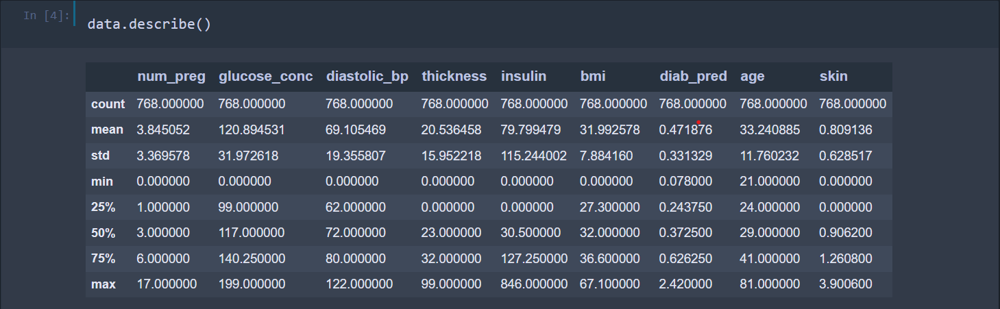 In [4]:
data.describe()
num_preg glucose_conc diastolic_bp thickness insulin bmi diab_pred age skin
count 768.000000 768.000000 768.000000 768.000000 768.000000 768.000000 768.000000 768.000000 768.000000
mean 3.845052 120.894531 69.105469 20.536458 79.799479 31.992578 0.471876 33.240885 0.809136
std 3.369578 31.972618 19.355807 15.952218 115.244002 7.884160 0.331329 11.760232 0.628517
min 0.000000 0.000000 0.000000 0.000000 0.000000 0.000000 0.078000 21.000000 0.000000
25% 1.000000 99.000000 62.000000 0.000000 0.000000 27.300000 0.243750 24.000000 0.000000
50% 3.000000 117.000000 72.000000 23.000000 30.500000 32.000000 0.372500 29.000000 0.906200
75% 6.000000 140.250000 80.000000 32.000000 127.250000 36.600000 0.626250 41.000000 1.260800
max 17.000000 199.000000 122.000000 99.000000 846.000000 67.100000 2.420000 81.000000 3.900600